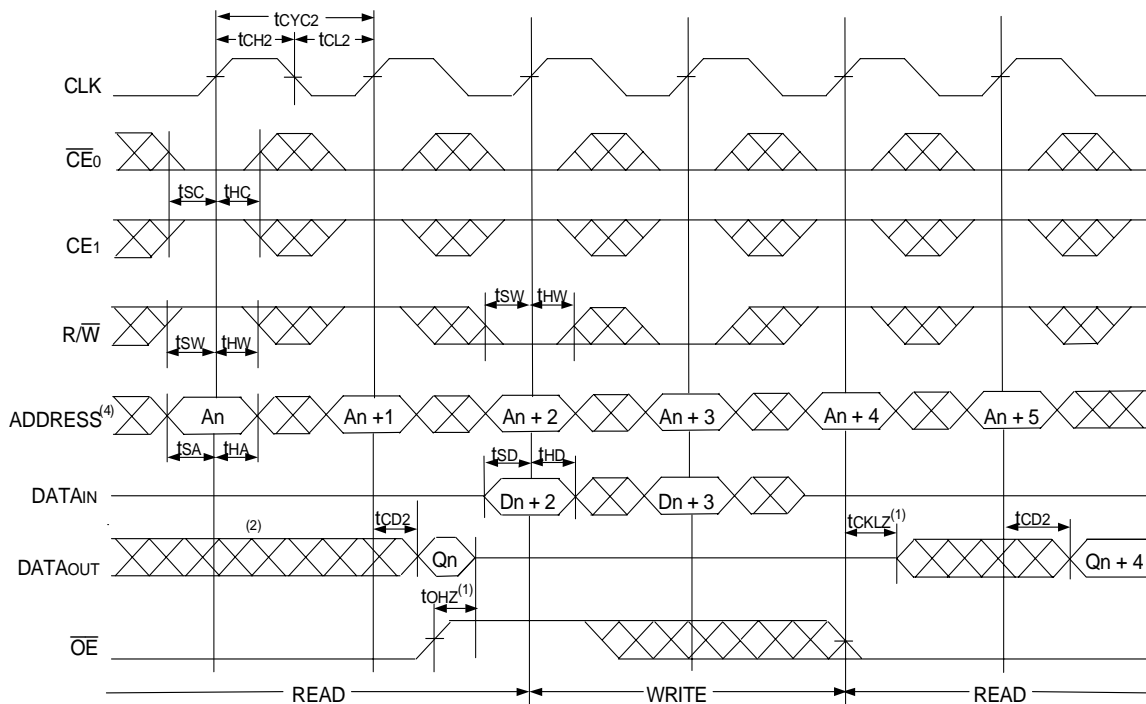 tCYC2
tCH2 tCL2
CLK
CE0
tSC tHC
CE1
tSW tHW
R/W
tSW tHW
ADDRESS(4) An An +1 An + 2 An + 3 An + 4 An + 5
tSA tHA
tSD tHD
DATAIN Dn + 2 Dn + 3
tCD2 tCKLZ(1) tCD2
(2)
DATAOUT Qn Qn + 4
tOHZ(1)
OE
READ WRITE READ